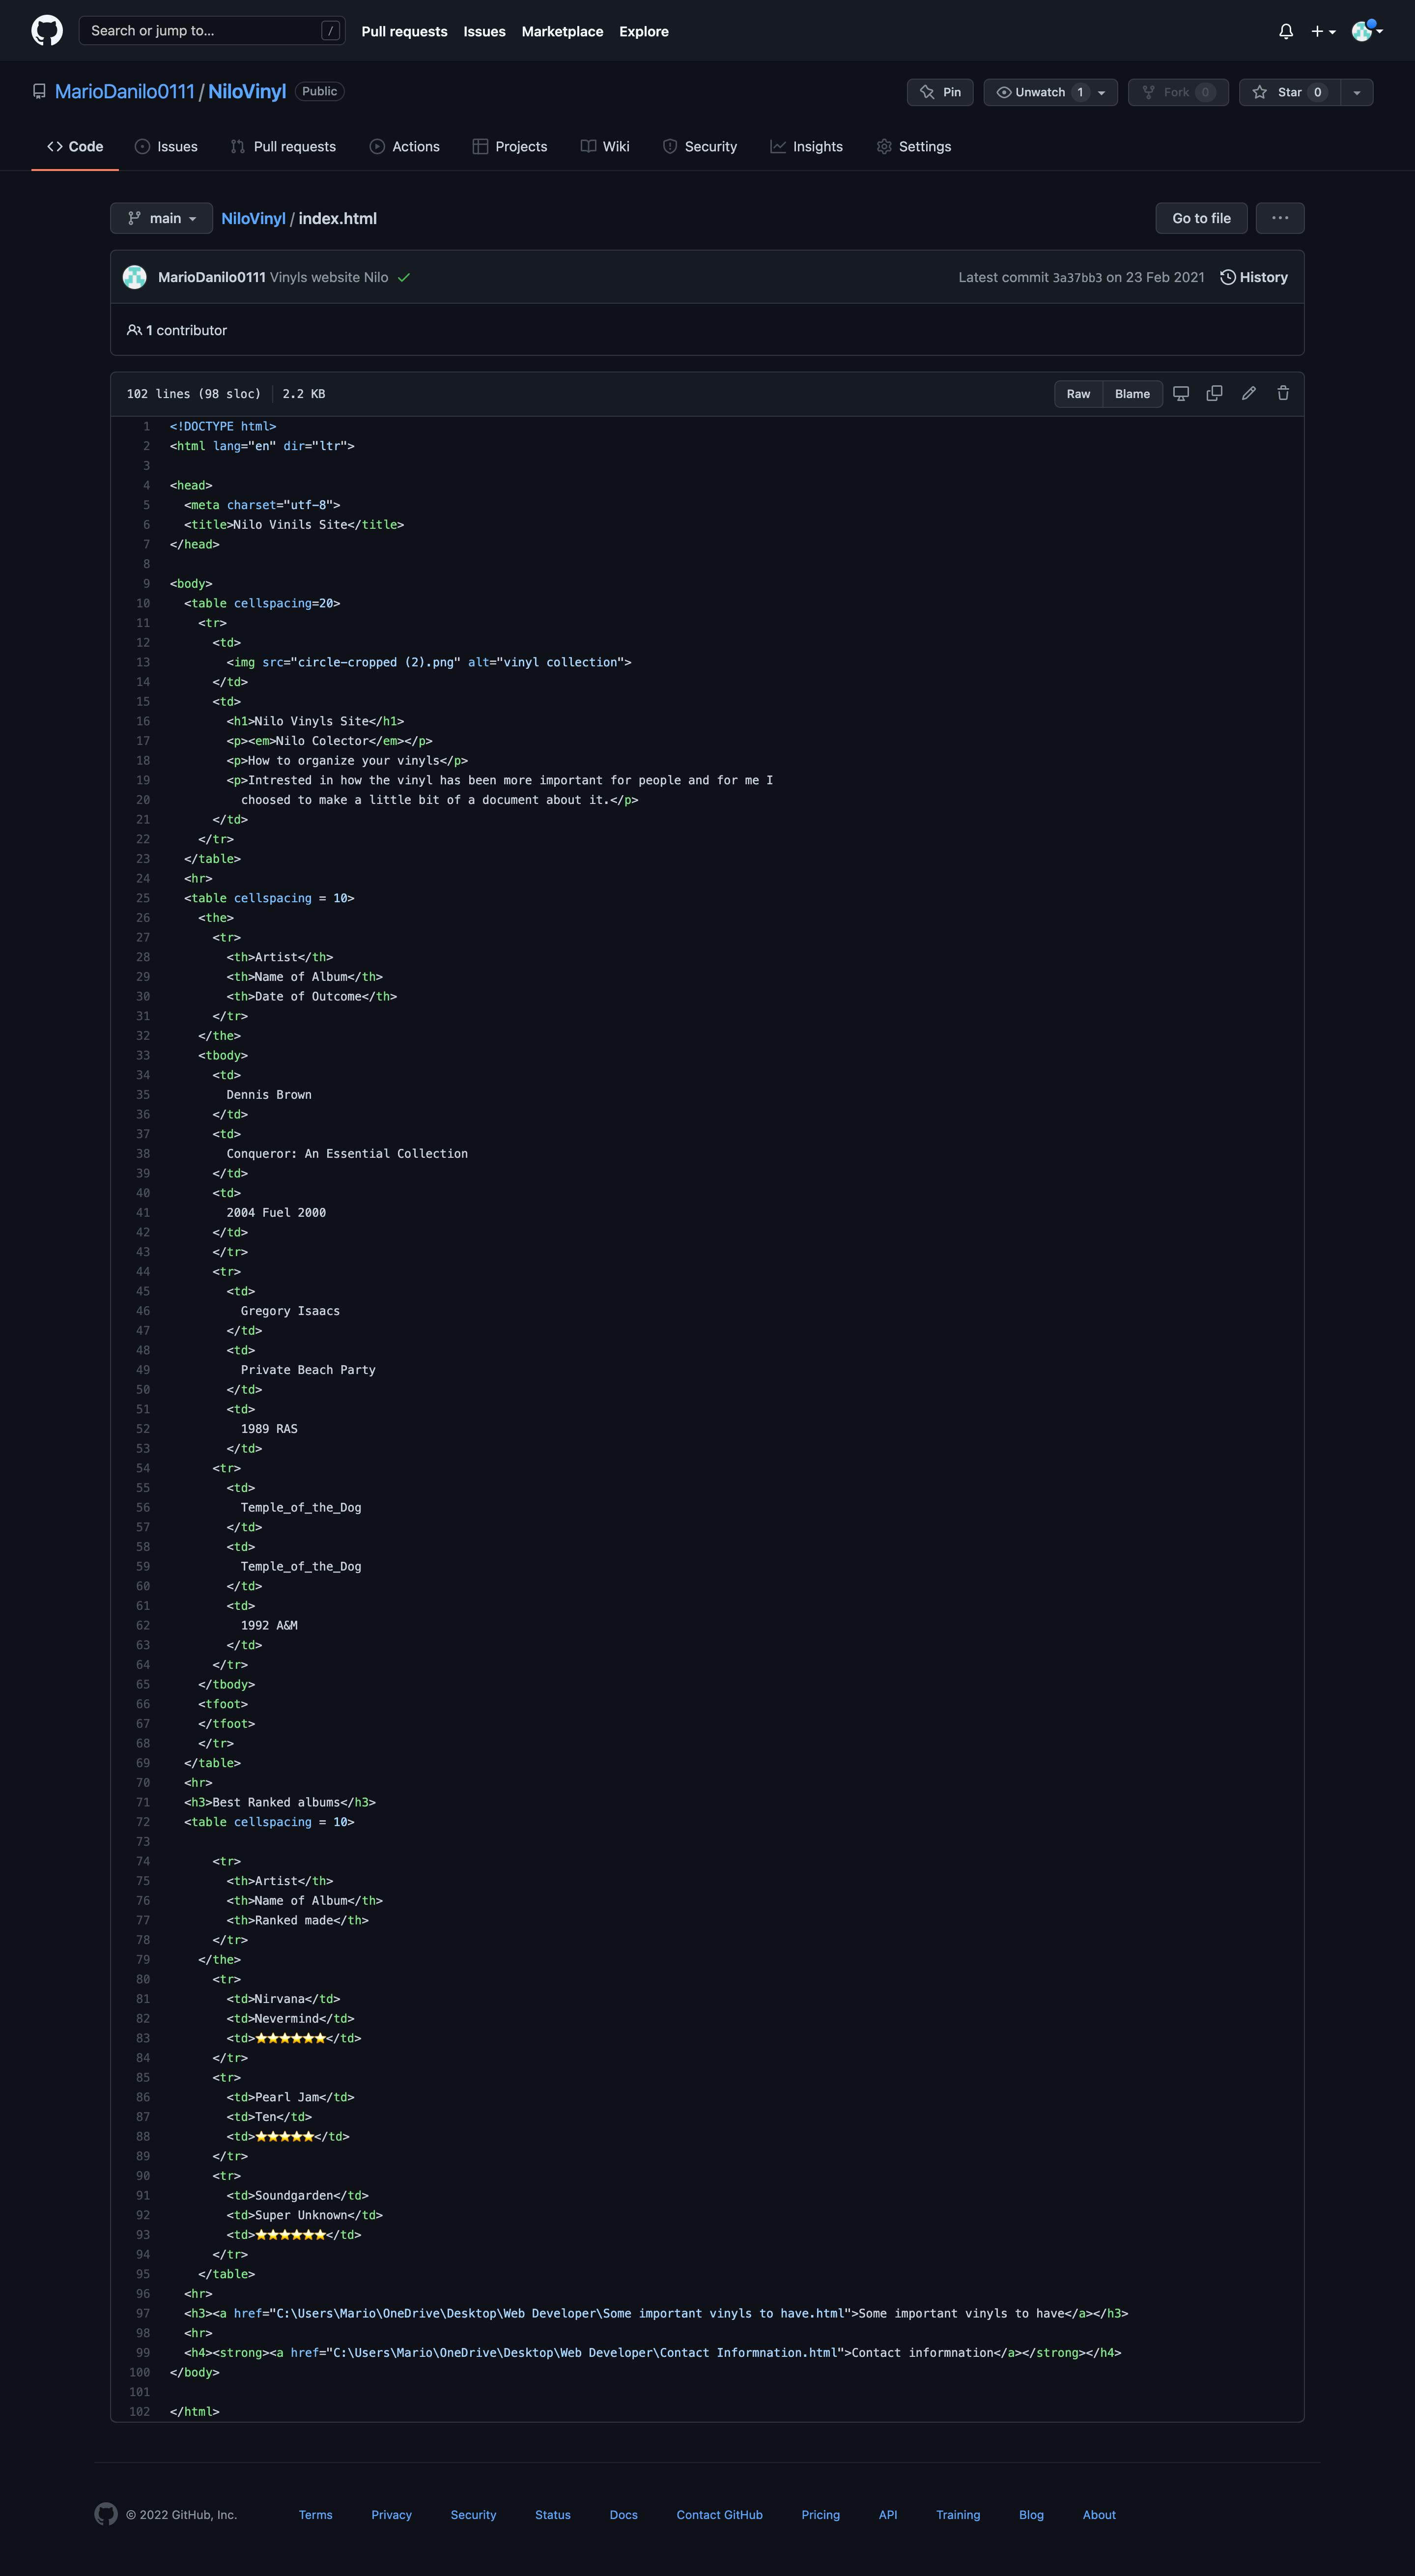 Search or jump to... /
Pull requests Issues Marketplace Explore
MarioDanilo0111 / NiloVinyl Public
Pin Unwatch 1 Fork 0 Star 0
Code Issues Pull requests Actions Projects Wiki Security Insights Settings
main NiloVinyl / index.html Go to file ...
MarioDanilo0111 Vinyls website Nilo Latest commit 3a37bb3 on 23 Feb 2021 History
1 contributor
102 lines (98 sloc) 2.2 KB Raw Blame
1 <!DOCTYPE html>
2 <html lang="en" dir="ltr">
3
4 <head>
5   <meta charset="utf-8">
6   <title>Nilo Vinils Site</title>
7 </head>
8
9 <body>
10   <table cellspacing=20>
11     <tr>
12       <td>
13         <img src="circle-cropped (2).png" alt="vinyl collection">
14       </td>
15       <td>
16         <h1>Nilo Vinyls Site</h1>
17         <p><em>Nilo Colector</em></p>
18         <p>How to organize your vinyls</p>
19         <p>Intrested in how the vinyl has been more important for people and for me I
20           choosed to make a little bit of a document about it.</p>
21       </td>
22     </tr>
23   </table>
24   <hr>
25   <table cellspacing = 10>
26     <the>
27       <tr>
28         <th>Artist</th>
29         <th>Name of Album</th>
30         <th>Date of Outcome</th>
31       </tr>
32     </the>
33     <tbody>
34       <td>
35         Dennis Brown
36       </td>
37       <td>
38         Conqueror: An Essential Collection
39       </td>
40       <td>
41         2004 Fuel 2000
42       </td>
43       </tr>
44       <tr>
45         <td>
46           Gregory Isaacs
47         </td>
48         <td>
49           Private Beach Party
50         </td>
51         <td>
52           1989 RAS
53         </td>
54       <tr>
55         <td>
56           Temple_of_the_Dog
57         </td>
58         <td>
59           Temple_of_the_Dog
60         </td>
61         <td>
62           1992 A&M
63         </td>
64       </tr>
65     </tbody>
66     <tfoot>
67     </tfoot>
68     </tr>
69   </table>
70   <hr>
71   <h3>Best Ranked albums</h3>
72   <table cellspacing = 10>
73
74       <tr>
75         <th>Artist</th>
76         <th>Name of Album</th>
77         <th>Ranked made</th>
78       </tr>
79     </the>
80       <tr>
81         <td>Nirvana</td>
82         <td>Nevermind</td>
83         <td>⭐⭐⭐⭐⭐⭐</td>
84       </tr>
85       <tr>
86         <td>Pearl Jam</td>
87         <td>Ten</td>
88         <td>⭐⭐⭐⭐⭐</td>
89       </tr>
90       <tr>
91         <td>Soundgarden</td>
92         <td>Super Unknown</td>
93         <td>⭐⭐⭐⭐⭐⭐</td>
94       </tr>
95     </table>
96   <hr>
97   <h3><a href="C:\Users\Mario\OneDrive\Desktop\Web Developer\Some important vinyls to have.html">Some important vinyls to have</a></h3>
98   <hr>
99   <h4><strong><a href="C:\Users\Mario\OneDrive\Desktop\Web Developer\Contact Informnation.html">Contact informnation</a></strong></h4>
100 </body>
101
102 </html>
© 2022 GitHub, Inc. Terms Privacy Security Status Docs Contact GitHub Pricing API Training Blog About